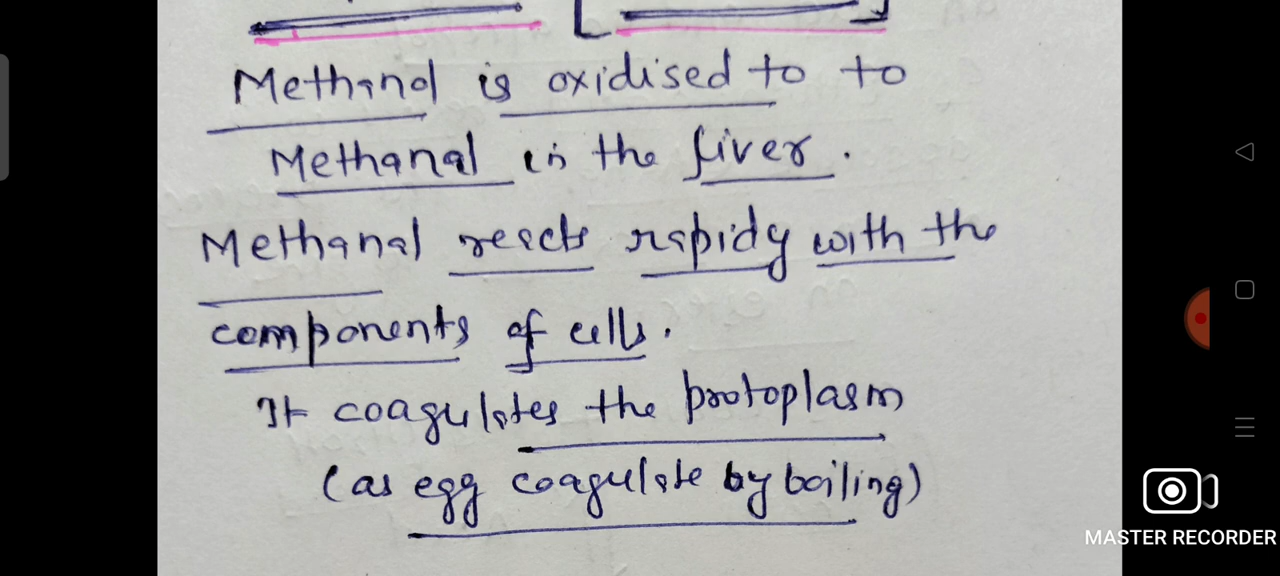 Methanol is oxidised to to
Methanal in the liver.
Methanal reacts rapidy with the
components of cells.
It coagulates the protoplasm
(as egg coagulate by boiling)
MASTER RECORDER